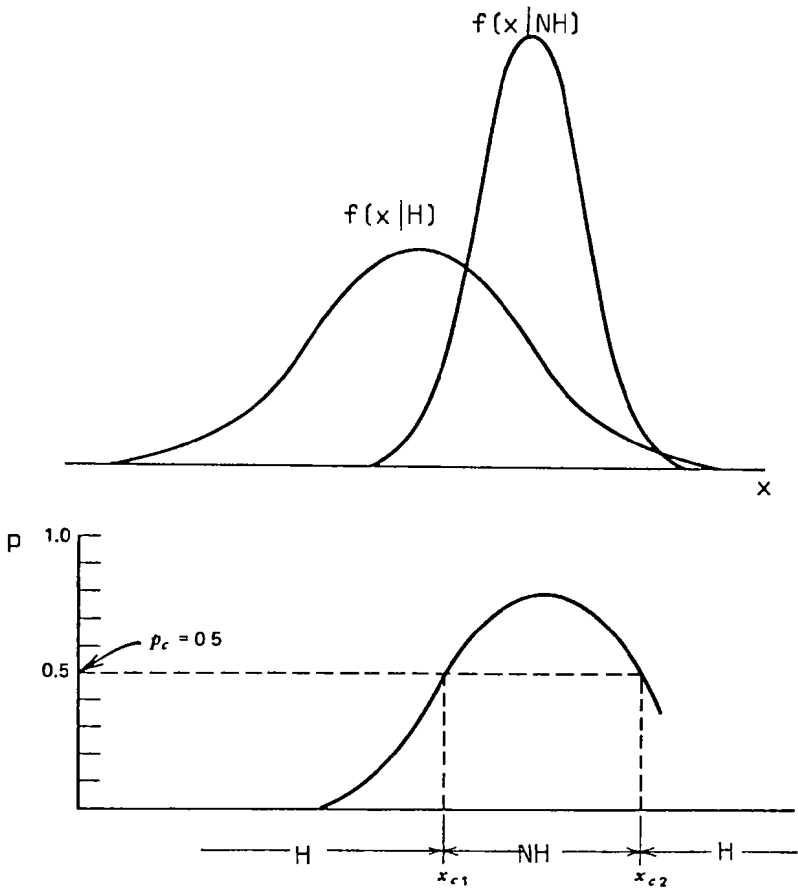 f(x|NH)
f(x|H)
x
p
1.0
p_c = 0 5
0.5
H NH H
x_c1 x_c2